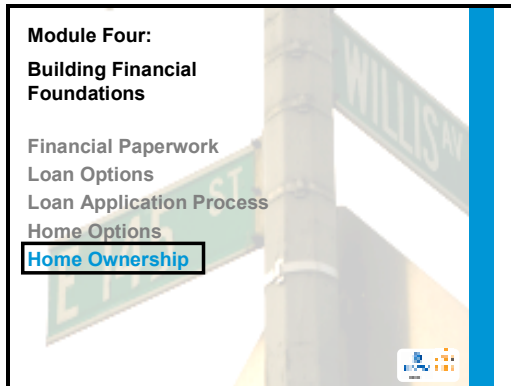 Module Four:
Building Financial
Foundations
Financial Paperwork
Loan Options
Loan Application Process
Home Options
Home Ownership
WILLIS AV
E 146 ST